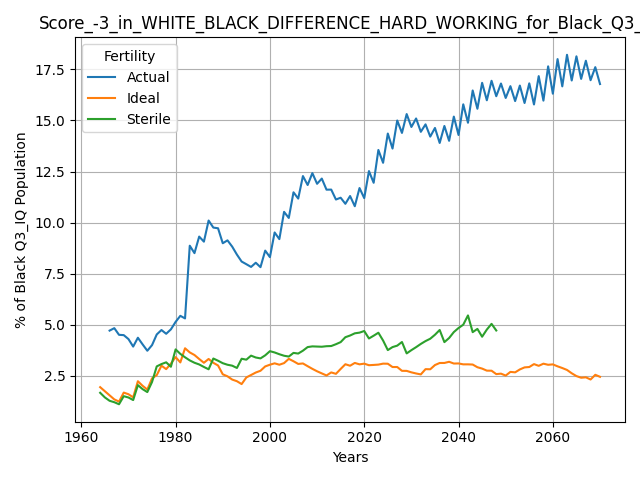 Score_-3_in_WHITE_BLACK_DIFFERENCE_HARD_WORKING_for_Black_Q3_
Fertility
Actual
Ideal
Sterile
% of Black Q3_IQ Population
17.5
15.0
12.5
10.0
7.5
5.0
2.5
1960
1980
2000
2020
2040
2060
Years